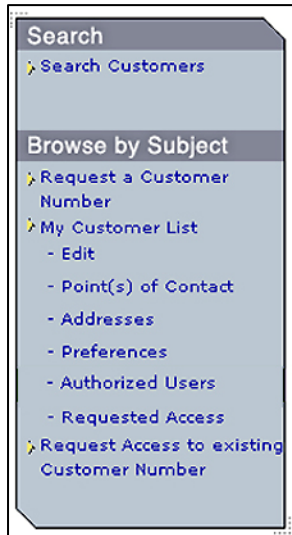 Search
Search Customers
Browse by Subject
Request a Customer
Number
My Customer List
- Edit
- Point(s) of Contact
- Addresses
- Preferences
- Authorized Users
- Requested Access
Request Access to existing
Customer Number